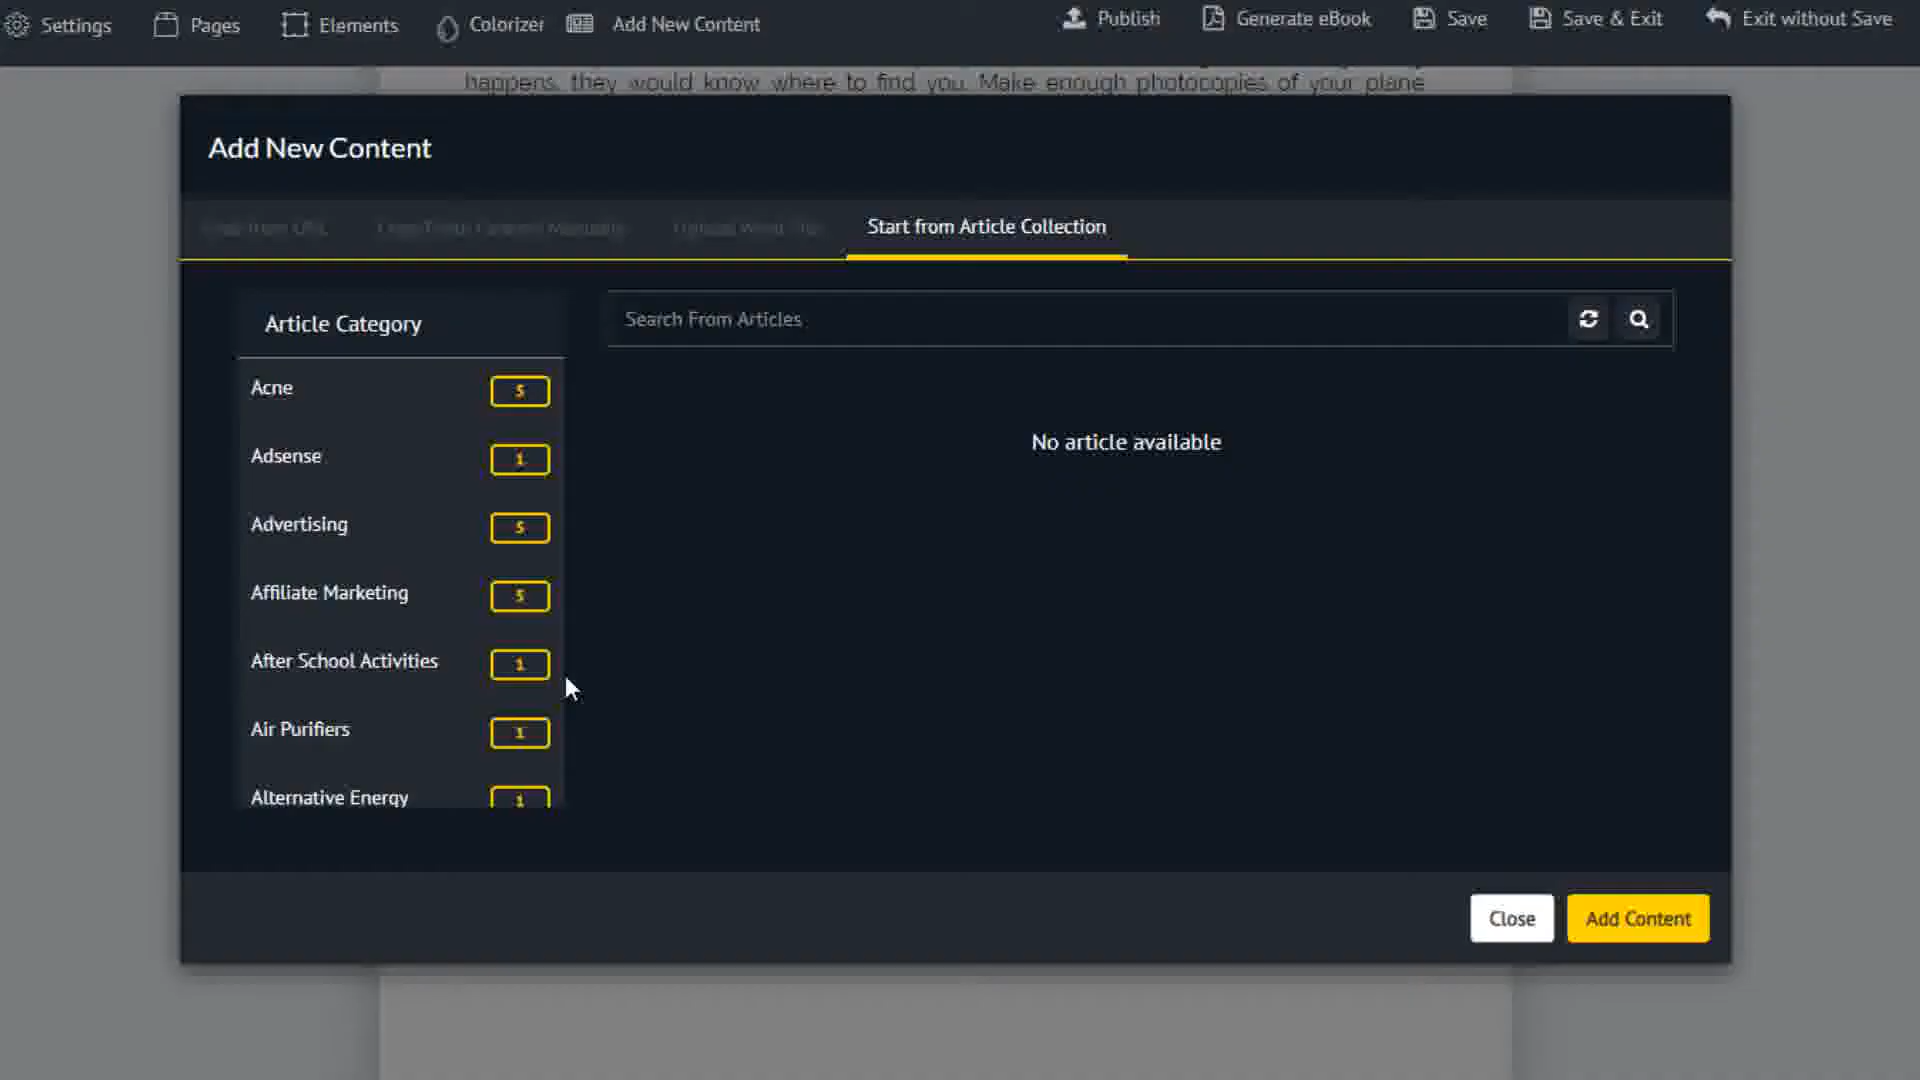 Settings
Pages
Elements
Colorizer
Add New Content
Publish
Generate eBook
Save
Save & Exit
Exit without Save
happens, they would know where to find you. Make enough photocopies of your plane
Add New Content
Start from Article Collection
Article Category
Search From Articles
Acne 5
Adsense 1
Advertising 5
Affiliate Marketing 5
After School Activities 1
Air Purifiers 1
Alternative Energy 1
No article available
Close
Add Content